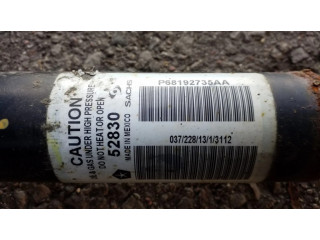 CAUTION
GAS UNDER HIGH PRESSURE
DO NOT HEAT OR OPEN
52830
MADE IN MEXICO
SACHS
P68192735AA
037/228/13/1/3112